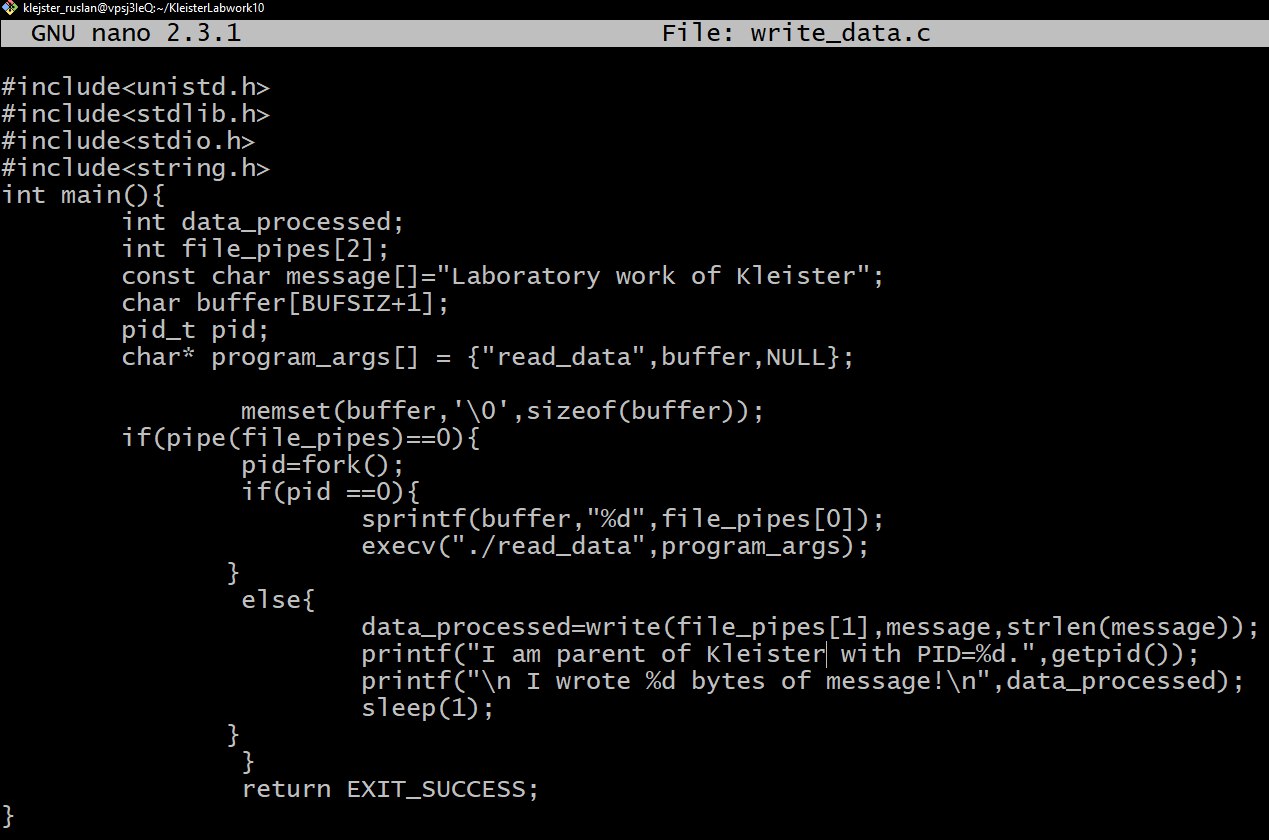 klejster_ruslan@vpsj3leQ:~/KleisterLabwork10
GNU nano 2.3.1 File: write_data.c
#include<unistd.h>
#include<stdlib.h>
#include<stdio.h>
#include<string.h>
int main(){
        int data_processed;
        int file_pipes[2];
        const char message[]="Laboratory work of Kleister";
        char buffer[BUFSIZ+1];
        pid_t pid;
        char* program_args[] = {"read_data",buffer,NULL};
                memset(buffer,'\0',sizeof(buffer));
        if(pipe(file_pipes)==0){
                pid=fork();
                if(pid ==0){
                        sprintf(buffer,"%d",file_pipes[0]);
                        execv("./read_data",program_args);
               }
                else{
                        data_processed=write(file_pipes[1],message,strlen(message));
                        printf("I am parent of Kleister with PID=%d.",getpid());
                        printf("\n I wrote %d bytes of message!\n",data_processed);
                        sleep(1);
               }
                }
                return EXIT_SUCCESS;
}